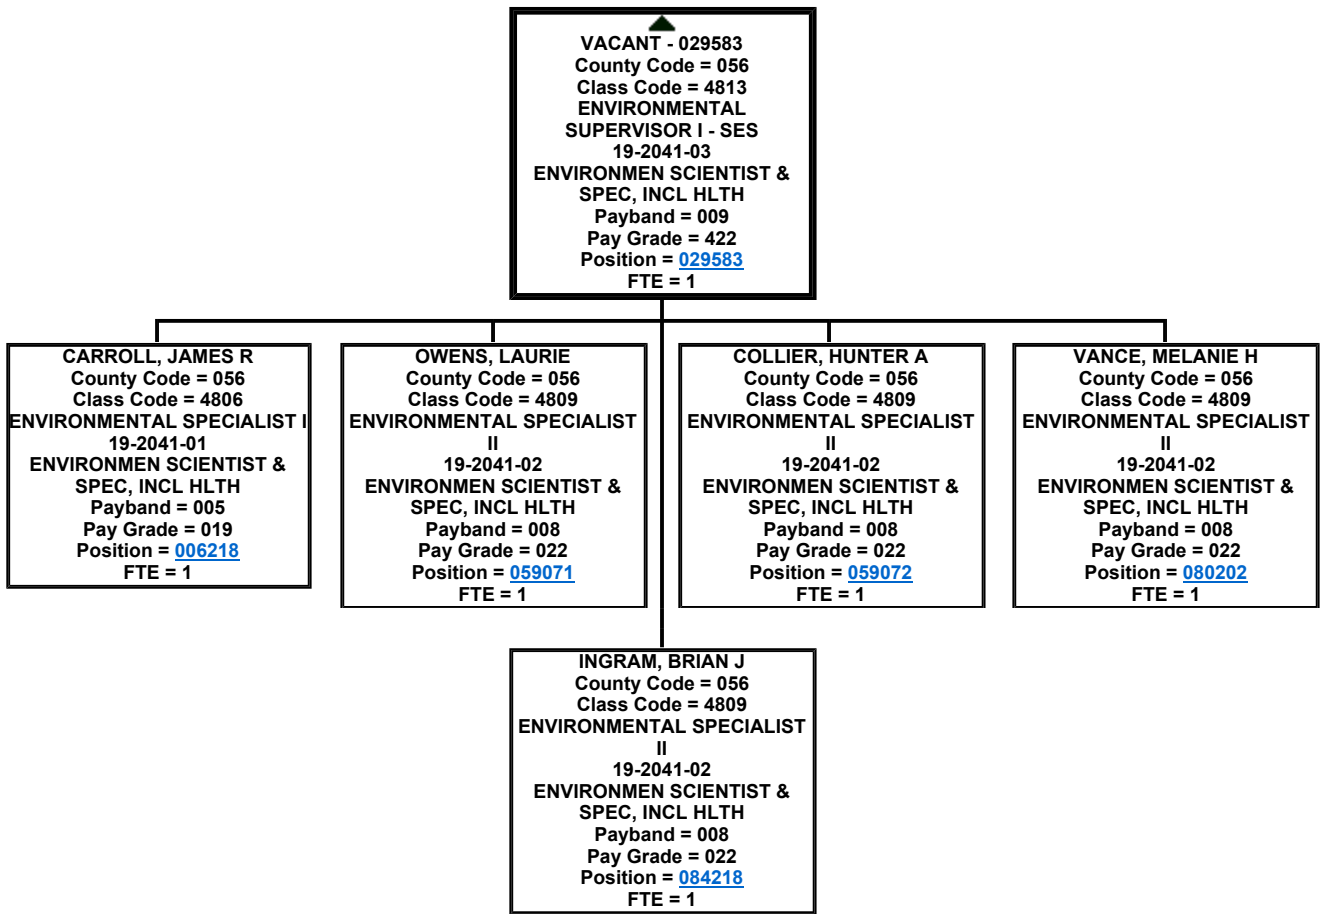 VACANT - 029583
County Code = 056
Class Code = 4813
ENVIRONMENTAL
SUPERVISOR I - SES
19-2041-03
ENVIRONMEN SCIENTIST &
SPEC, INCL HLTH
Payband = 009
Pay Grade = 422
Position = 029583
FTE = 1
CARROLL, JAMES R
County Code = 056
Class Code = 4806
ENVIRONMENTAL SPECIALIST I
19-2041-01
ENVIRONMEN SCIENTIST &
SPEC, INCL HLTH
Payband = 005
Pay Grade = 019
Position = 006218
FTE = 1
OWENS, LAURIE
County Code = 056
Class Code = 4809
ENVIRONMENTAL SPECIALIST
II
19-2041-02
ENVIRONMEN SCIENTIST &
SPEC, INCL HLTH
Payband = 008
Pay Grade = 022
Position = 059071
FTE = 1
COLLIER, HUNTER A
County Code = 056
Class Code = 4809
ENVIRONMENTAL SPECIALIST
II
19-2041-02
ENVIRONMEN SCIENTIST &
SPEC, INCL HLTH
Payband = 008
Pay Grade = 022
Position = 059072
FTE = 1
VANCE, MELANIE H
County Code = 056
Class Code = 4809
ENVIRONMENTAL SPECIALIST
II
19-2041-02
ENVIRONMEN SCIENTIST &
SPEC, INCL HLTH
Payband = 008
Pay Grade = 022
Position = 080202
FTE = 1
INGRAM, BRIAN J
County Code = 056
Class Code = 4809
ENVIRONMENTAL SPECIALIST
II
19-2041-02
ENVIRONMEN SCIENTIST &
SPEC, INCL HLTH
Payband = 008
Pay Grade = 022
Position = 084218
FTE = 1